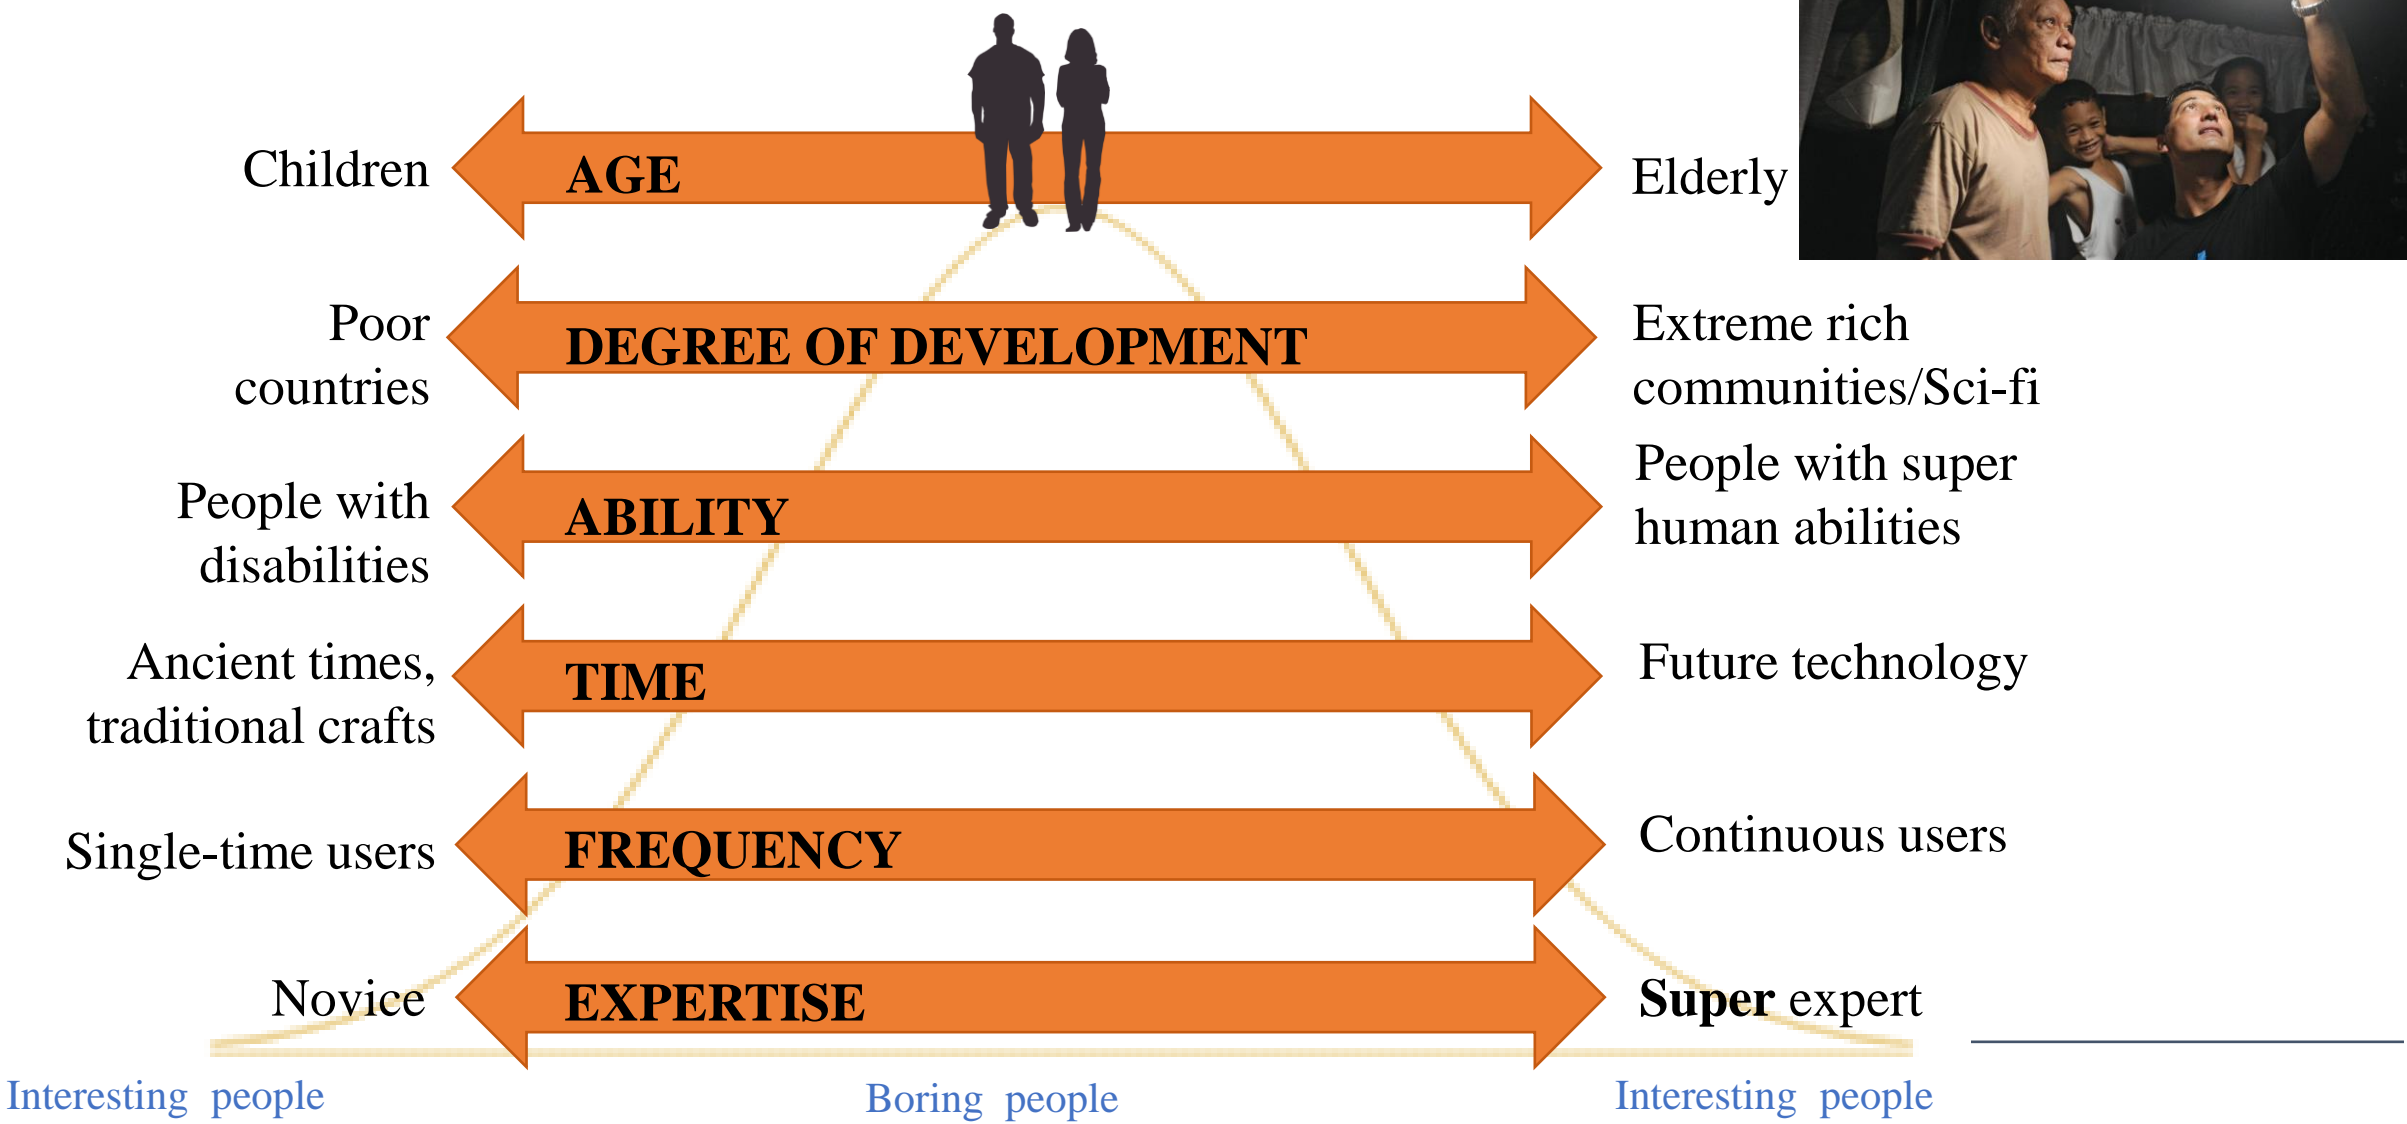 Children
AGE
Elderly
Poor
countries
DEGREE OF DEVELOPMENT
Extreme rich
communities/Sci-fi
People with
disabilities
ABILITY
People with super
human abilities
Ancient times,
traditional crafts
TIME
Future technology
Single-time users
FREQUENCY
Continuous users
Novice
EXPERTISE
Super expert
Interesting people
Boring people
Interesting people